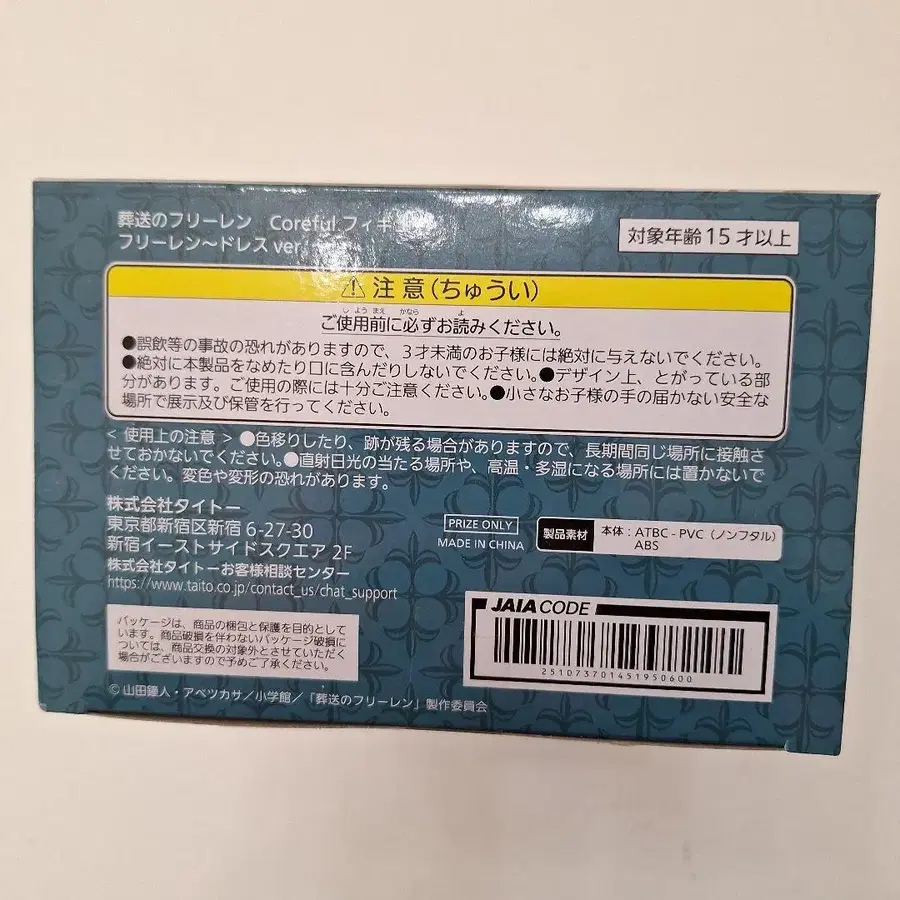 葬送のフリーレン Coreful フィギ
フリーレン～ドレス ver.
対象年齢15才以上
⚠注意(ちゅうい)
ご使用前に必ずお読みください。
●誤飲等の事故の恐れがありますので、3才未満のお子様には絶対に与えないでください。
●絶対に本製品をなめたり口に含んだりしないでください。●デザイン上、とがっている部
分があります。ご使用の際には十分ご注意ください。●小さなお子様の手の届かない安全な
場所で展示及び保管を行ってください。
< 使用上の注意 > ●色移りしたり、跡が残る場合がありますので、長期間同じ場所に接触さ
せておかないでください。●直射日光の当たる場所や、高温・多湿になる場所には置かないで
ください。変色や変形の恐れがあります。
株式会社タイトー
東京都新宿区新宿 6-27-30
新宿イーストサイドスクエア 2F
株式会社タイトーお客様相談センター
https://www.taito.co.jp/contact_us/chat_support
PRIZE ONLY
MADE IN CHINA
製品素材
本体：ATBC-PVC（ノンフタル）
ABS
パッケージは、商品の梱包と保護を目的として
います。商品破損を伴わないパッケージ破損に
ついては、商品交換の対象外とさせていただく
場合がございますので予めご了承ください。
JAIA CODE
2510737014519506００
© 山田鐘人・アベツカサ／小学館／「葬送のフリーレン」製作委員会